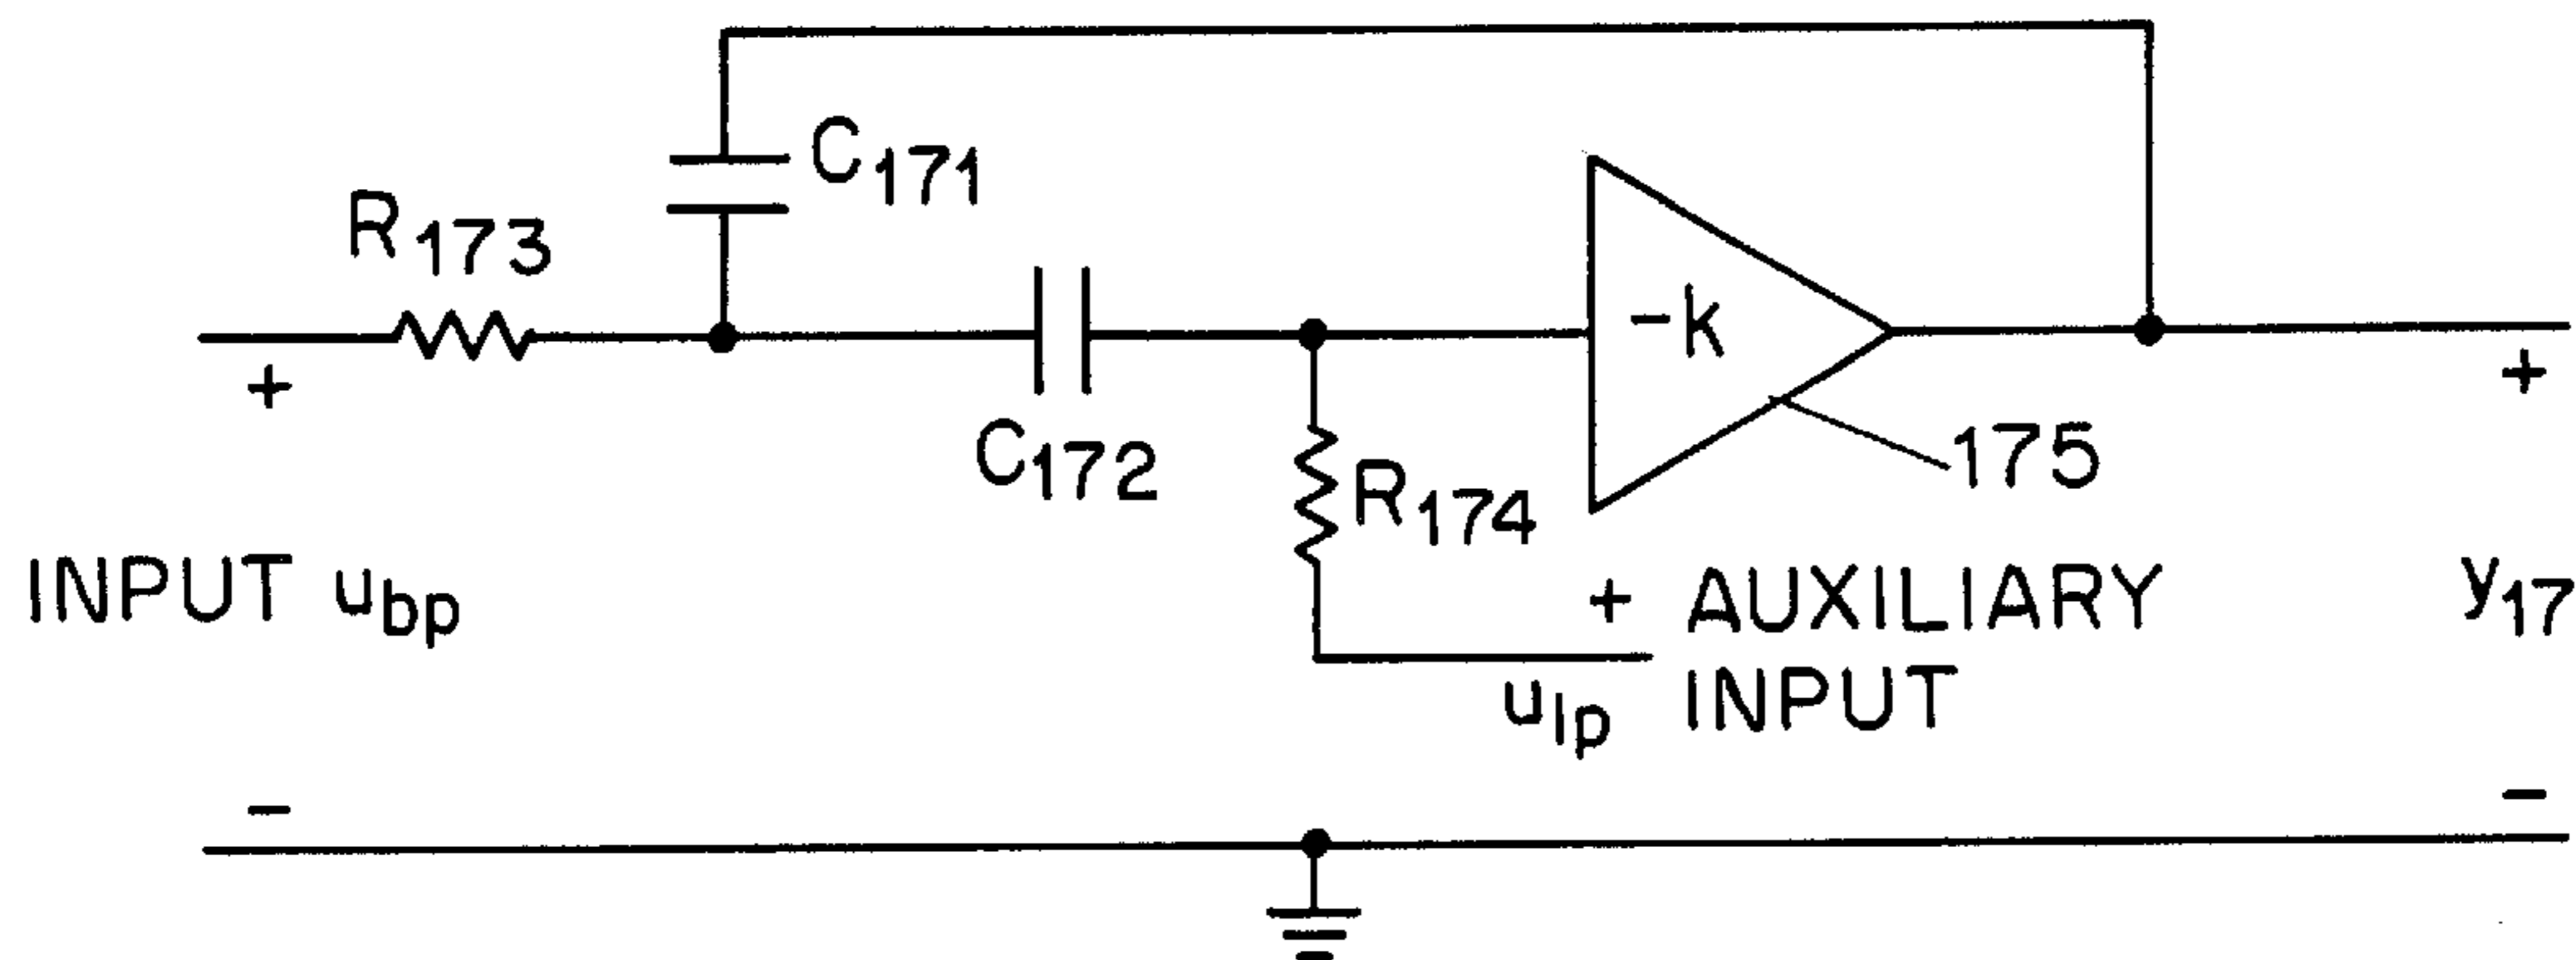 C171
R173
-k
+
+
C172
R174
175
INPUT ubp
+ AUXILIARY
INPUT
ulp
y17
-
-